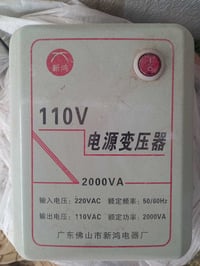 新鸿
110V
电源变压器
2000VA
输入电压：220VAC 额定频率：50/60Hz
输出电压：110VAC 额定功率：2000VA
广东佛山市新鸿电器厂